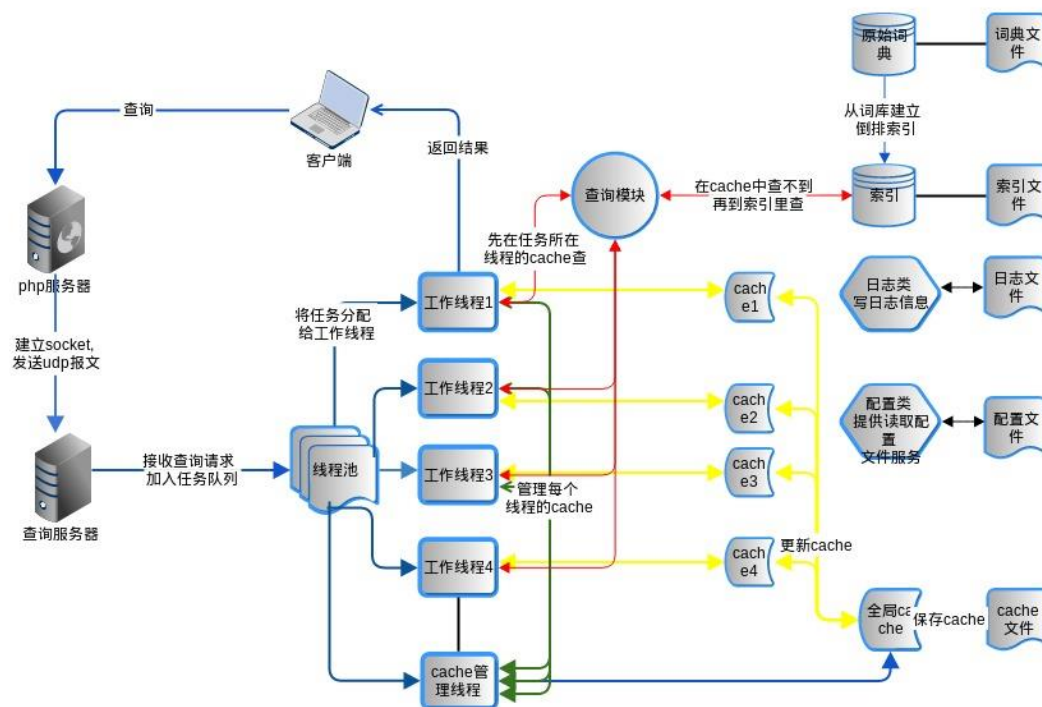 原始词
典
词典文
件
从词库建立
倒排索引
查询
返回结果
客户端
查询模块
在cache中查不到
再到索引里查
索引
索引文
件
先在任务所在
线程的cache查
php服务器
将任务分配
给工作线程
工作线程1
cac
he1
日志类
写日志信息
日志文
件
建立socket,
发送udp报文
工作线程2
cac
he2
配置类
提供读取配
置
文件服务
配置文
件
接收查询请求
加入任务队列
线程池
工作线程3
cac
he3
管理每个
线程的cache
查询服务器
工作线程4
cac
he4
更新cache
全局ca
che
保存cache
cache
文件
cache管
理线程